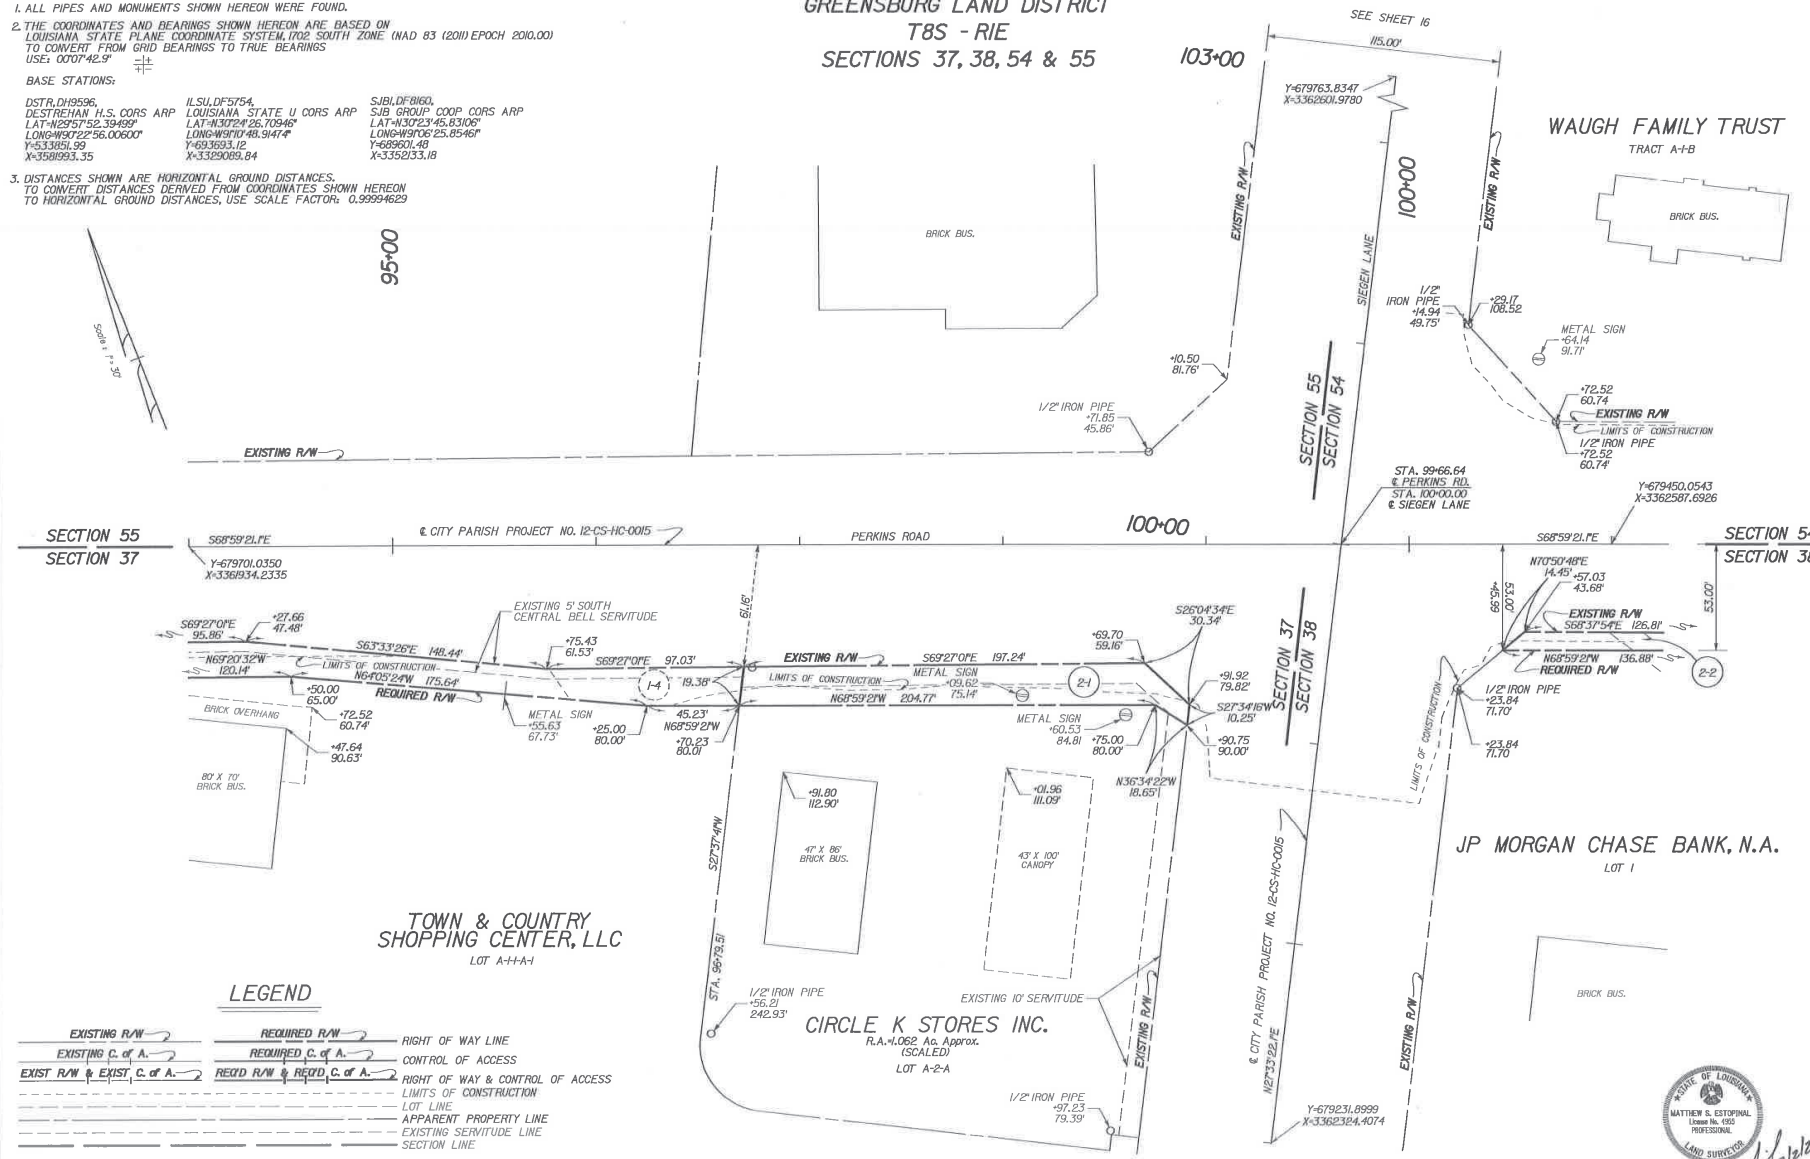 1. ALL PIPES AND MONUMENTS SHOWN HEREON WERE FOUND.
2. THE COORDINATES AND BEARINGS SHOWN HEREON ARE BASED ON
LOUISIANA STATE PLANE COORDINATE SYSTEM, 1702 SOUTH ZONE (NAD 83 (2011) EPOCH 2010.00)
TO CONVERT FROM GRID BEARINGS TO TRUE BEARINGS
USE: 00°07'42.9"
BASE STATIONS:
DSTR, DH9596,
DESTREHAN H.S. CORS ARP
LAT=N29°57'52.39499"
LONG=W90°22'56.00600"
Y=533851.99
X=3581993.35
1LSU, DF5754,
LOUISIANA STATE U CORS ARP
LAT=N30°24'26.70946"
LONG=W91°10'48.91474"
Y=693693.12
X=3329089.84
SJB1, DF8160,
SJB GROUP COOP CORS ARP
LAT=N30°23'45.83106"
LONG=W91°06'25.85461"
Y=689601.48
X=3352133.18
3. DISTANCES SHOWN ARE HORIZONTAL GROUND DISTANCES.
TO CONVERT DISTANCES DERIVED FROM COORDINATES SHOWN HEREON
TO HORIZONTAL GROUND DISTANCES, USE SCALE FACTOR: 0.99994629
GREENSBURG LAND DISTRICT
T8S - R1E
SECTIONS 37, 38, 54 & 55
103+00
SEE SHEET 16
115.00'
Y=679763.8347
X=3362601.9780
WAUGH FAMILY TRUST
TRACT A-1-B
BRICK BUS.
100+00
EXISTING R/W
EXISTING R/W
SIEGEN LANE
95+00
Scale: 1"= 30'
BRICK BUS.
1/2"
IRON PIPE
+14.94
49.75'
+29.17
108.52
METAL SIGN
+64.14
91.71'
+10.50
81.76'
1/2" IRON PIPE
+71.85
45.86'
SECTION 55
SECTION 54
+72.52
60.74
EXISTING R/W
LIMITS OF CONSTRUCTION
1/2" IRON PIPE
+72.52
60.74'
EXISTING R/W
STA. 99+66.64
℄ PERKINS RD.
STA. 100+00.00
℄ SIEGEN LANE
Y=679450.0543
X=3362587.6926
SECTION 55
SECTION 37
S68°59'21.1"E
℄ CITY PARISH PROJECT NO. 12-CS-HC-0015
PERKINS ROAD
100+00
S68°59'21.1"E
SECTION 54
SECTION 38
Y=679701.0350
X=3361934.2335
N70°50'48"E
14.45'
+57.03
43.68'
53.00'
+45.99
53.00'
EXISTING R/W
S68°37'54"E 126.81'
N68°59'21"W 136.88'
REQUIRED R/W
2-2
S69°27'01"E
95.86'
+27.66
47.48'
EXISTING 5' SOUTH
CENTRAL BELL SERVITUDE
61.16'
S26°04'34"E
30.34'
S63°33'26"E 148.44'
+75.43
61.53'
S69°27'01"E 97.03'
EXISTING R/W
S69°27'01"E 197.24'
+69.70
59.16'
N69°20'32"W
120.14'
LIMITS OF CONSTRUCTION
N64°05'24"W 175.64'
REQUIRED R/W
1-4
19.38'
LIMITS OF CONSTRUCTION
METAL SIGN
+09.62
75.14'
2-1
N68°59'21"W 204.77'
+91.92
79.82'
S27°34'16"W
10.25'
SECTION 37
SECTION 38
+50.00
65.00'
BRICK OVERHANG
+72.52
60.74'
METAL SIGN
+55.63
67.73'
+25.00
80.00'
45.23'
N68°59'21"W
+70.23
80.01
METAL SIGN
+60.53
84.81
+75.00
80.00'
+90.75
90.00'
N36°34'22"W
18.65'
1/2" IRON PIPE
+23.84
71.70'
+23.84
71.70
LIMITS OF CONSTRUCTION
+47.64
90.63'
80' X 70'
BRICK BUS.
+91.80
112.90'
47' X 86'
BRICK BUS.
+01.96
111.09'
43' X 100'
CANOPY
S27°37'41"W
STA. 96+79.51
JP MORGAN CHASE BANK, N.A.
LOT 1
BRICK BUS.
TOWN & COUNTRY
SHOPPING CENTER, LLC
LOT A-1-1-A-1
1/2" IRON PIPE
+56.21
242.93'
EXISTING 10' SERVITUDE
CIRCLE K STORES INC.
R.A.=1.062 Ac. Approx.
(SCALED)
LOT A-2-A
EXISTING R/W
℄ CITY PARISH PROJECT NO. 12-CS-HC-0015
N27°33'22.1"E
EXISTING R/W
1/2" IRON PIPE
+97.23
79.39'
Y=679231.8999
X=3362324.4074
LEGEND
EXISTING R/W REQUIRED R/W RIGHT OF WAY LINE
EXISTING C. of A. REQUIRED C. of A. CONTROL OF ACCESS
EXIST R/W & EXIST. C. of A. REQ'D R/W & REQ'D. C. of A. RIGHT OF WAY & CONTROL OF ACCESS
LIMITS OF CONSTRUCTION
LOT LINE
APPARENT PROPERTY LINE
EXISTING SERVITUDE LINE
SECTION LINE
STATE OF LOUISIANA
MATTHEW S. ESTOPINAL
License No. 4955
PROFESSIONAL
LAND SURVEYOR